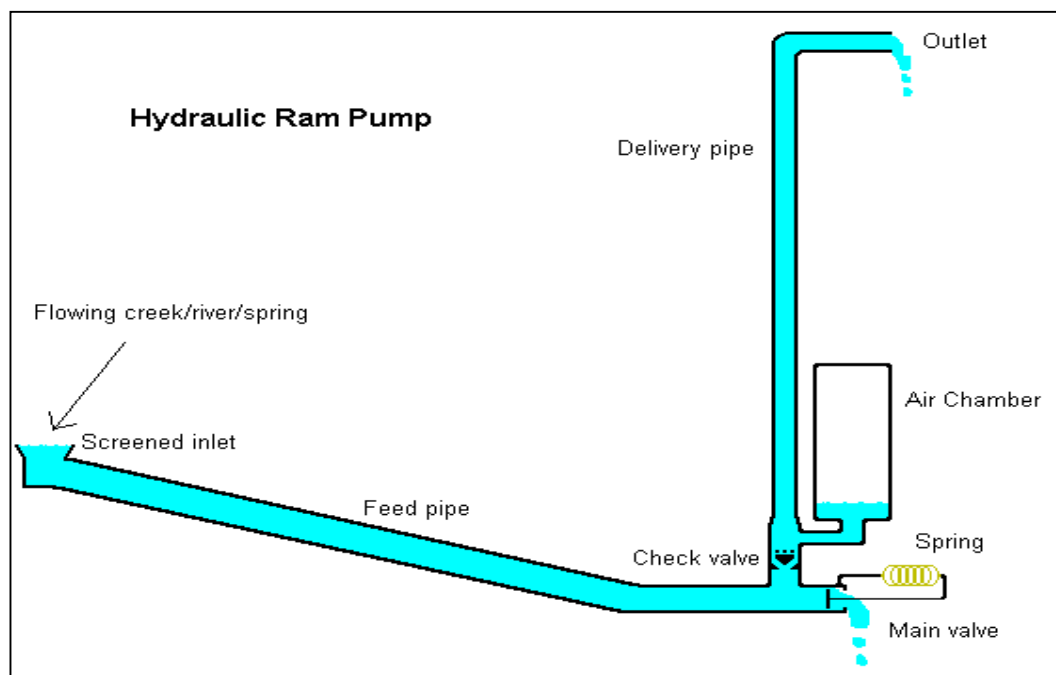 Outlet
Hydraulic Ram Pump
Delivery pipe
Flowing creek/river/spring
Air Chamber
Screened inlet
Feed pipe
Check valve
Spring
Main valve